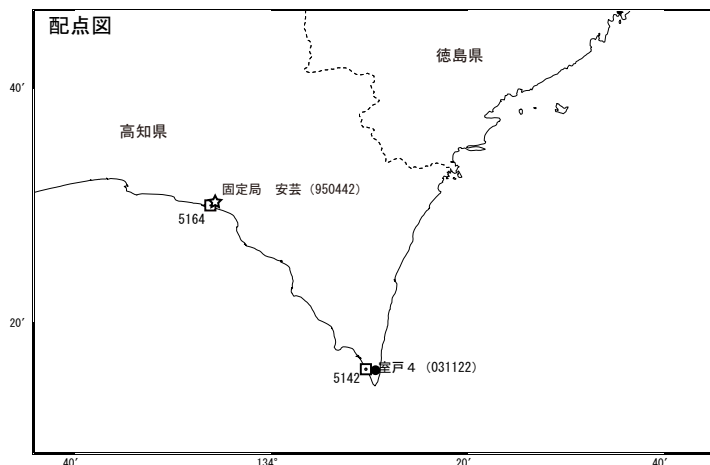 配点図
徳島県
40′
高知県
固定局　安芸（950442）
5164
20′
室戸４（031122）
5142
40′ 134° 20′ 40′